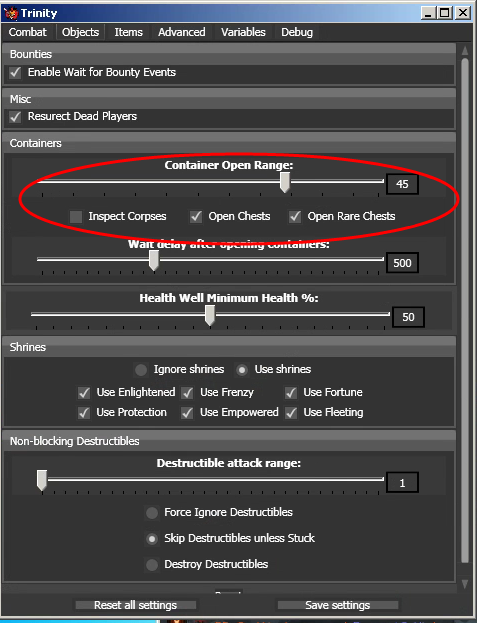 Trinity
Combat Objects Items Advanced Variables Debug
Bounties
Enable Wait for Bounty Events
Misc
Resurect Dead Players
Containers
Container Open Range:
45
Inspect Corpses Open Chests Open Rare Chests
Wait delay after opening containers:
500
Health Well Minimum Health %:
50
Shrines
Ignore shrines Use shrines
Use Enlightened Use Frenzy Use Fortune
Use Protection Use Empowered Use Fleeting
Non-blocking Destructibles
Destructible attack range:
1
Force Ignore Destructibles
Skip Destructibles unless Stuck
Destroy Destructibles
Reset all settings Save settings